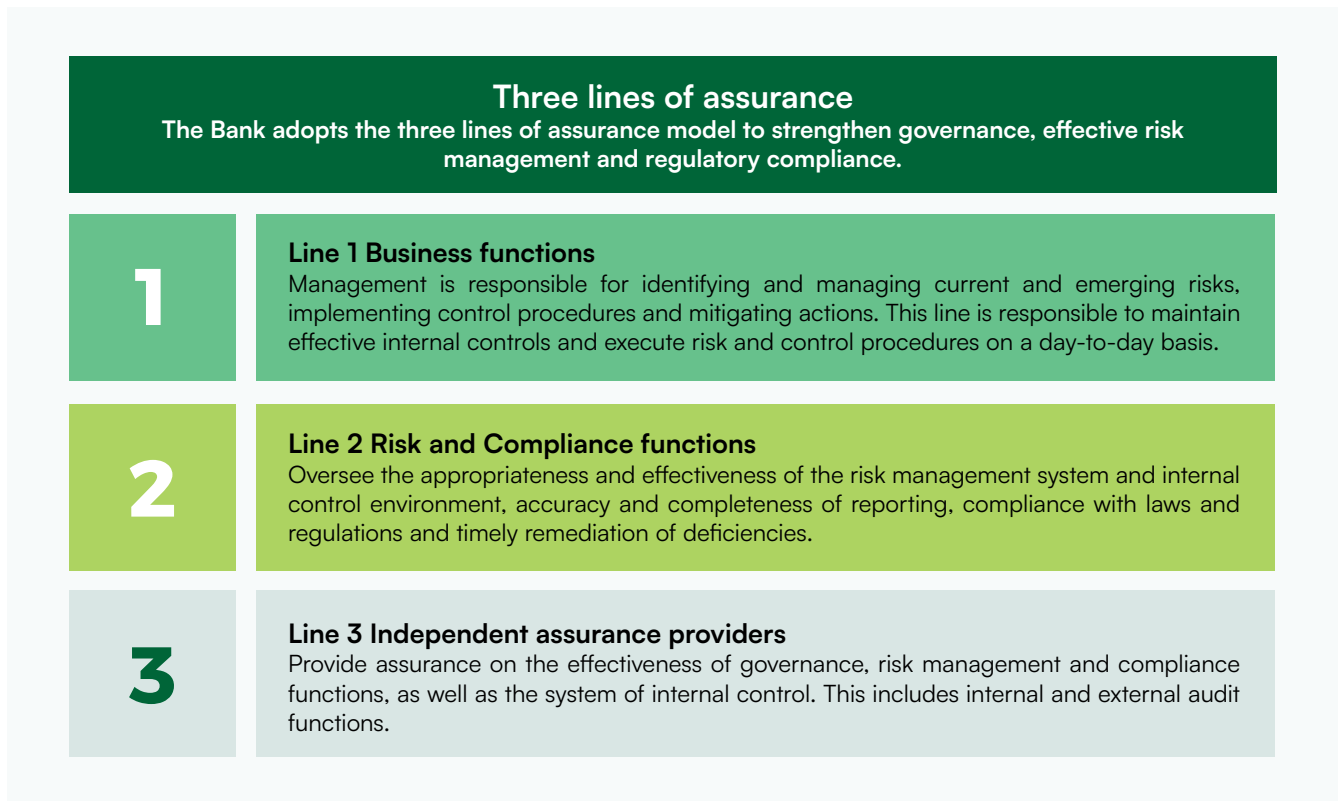 Three lines of assurance
The Bank adopts the three lines of assurance model to strengthen governance, effective risk
management and regulatory compliance.
1
Line 1 Business functions
Management is responsible for identifying and managing current and emerging risks,
implementing control procedures and mitigating actions. This line is responsible to maintain
effective internal controls and execute risk and control procedures on a day-to-day basis.
2
Line 2 Risk and Compliance functions
Oversee the appropriateness and effectiveness of the risk management system and internal
control environment, accuracy and completeness of reporting, compliance with laws and
regulations and timely remediation of deficiencies.
3
Line 3 Independent assurance providers
Provide assurance on the effectiveness of governance, risk management and compliance
functions, as well as the system of internal control. This includes internal and external audit
functions.